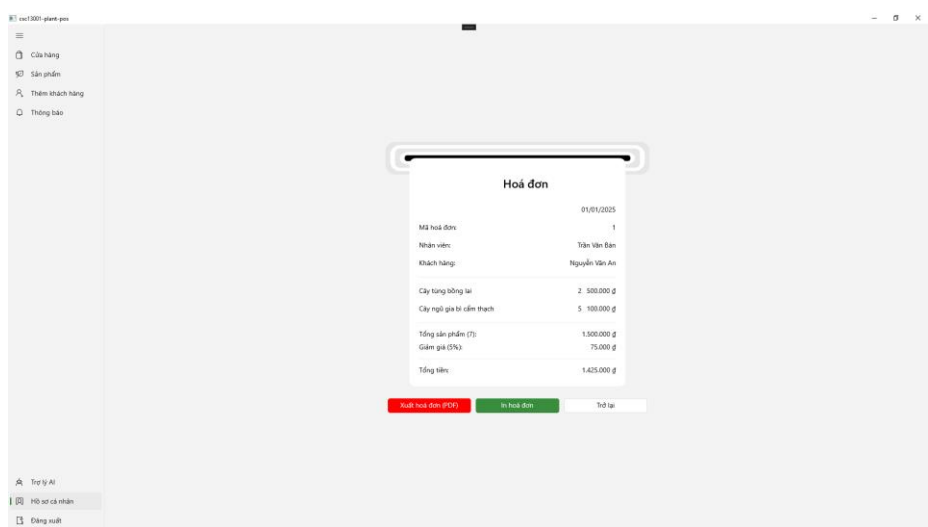 csc13001-plant-pos
Cửa hàng
Sản phẩm
Thêm khách hàng
Thông báo
Hoá đơn
01/01/2025
Mã hoá đơn: 1
Nhân viên: Trần Văn Bán
Khách hàng: Nguyễn Văn An
Cây tùng bồng lai 2 500.000 ₫
Cây ngũ gia bì cẩm thạch 5 100.000 ₫
Tổng sản phẩm (7): 1.500.000 ₫
Giảm giá (5%): 75.000 ₫
Tổng tiền: 1.425.000 ₫
Xuất hoá đơn (PDF) In hoá đơn Trở lại
Trợ lý AI
Hồ sơ cá nhân
Đăng xuất